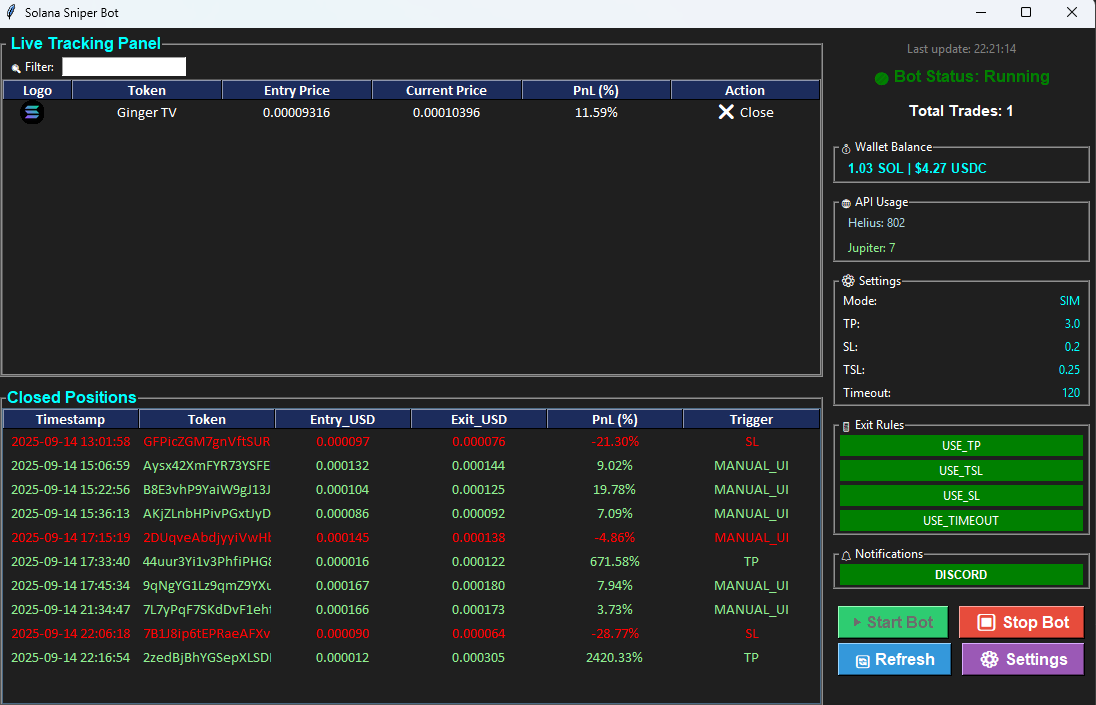 Solana Sniper Bot
Live Tracking Panel
Filter:
Logo Token Entry Price Current Price PnL (%) Action
Ginger TV 0.00009316 0.00010396 11.59% Close
Closed Positions
Timestamp Token Entry_USD Exit_USD PnL (%) Trigger
2025-09-14 13:01:58 GFPicZGM7gnVftSUR 0.000097 0.000076 -21.30% SL
2025-09-14 15:06:59 Aysx42XmFYR73YSFE 0.000132 0.000144 9.02% MANUAL_UI
2025-09-14 15:22:56 B8E3vhP9YaiW9gJ13J 0.000104 0.000125 19.78% MANUAL_UI
2025-09-14 15:36:13 AKjZLnbHPivPGxtJyD 0.000086 0.000092 7.09% MANUAL_UI
2025-09-14 17:15:19 2DUqveAbdjyyiVwHl 0.000145 0.000138 -4.86% MANUAL_UI
2025-09-14 17:33:40 44uur3Yi1v3PhfiPHG8 0.000016 0.000122 671.58% TP
2025-09-14 17:45:34 9qNgYG1Lz9qmZ9YXu 0.000167 0.000180 7.94% MANUAL_UI
2025-09-14 21:34:47 7L7yPqF7SKdDvF1eht 0.000166 0.000173 3.73% MANUAL_UI
2025-09-14 22:06:18 7B1J8ip6tEPRaeAFXv 0.000090 0.000064 -28.77% SL
2025-09-14 22:16:54 2zedBjBhYGSepXLSD 0.000012 0.000305 2420.33% TP
Last update: 22:21:14
Bot Status: Running
Total Trades: 1
Wallet Balance
1.03 SOL | $4.27 USDC
API Usage
Helius: 802
Jupiter: 7
Settings
Mode: SIM
TP: 3.0
SL: 0.2
TSL: 0.25
Timeout: 120
Exit Rules
USE_TP
USE_TSL
USE_SL
USE_TIMEOUT
Notifications
DISCORD
Start Bot Stop Bot
Refresh Settings